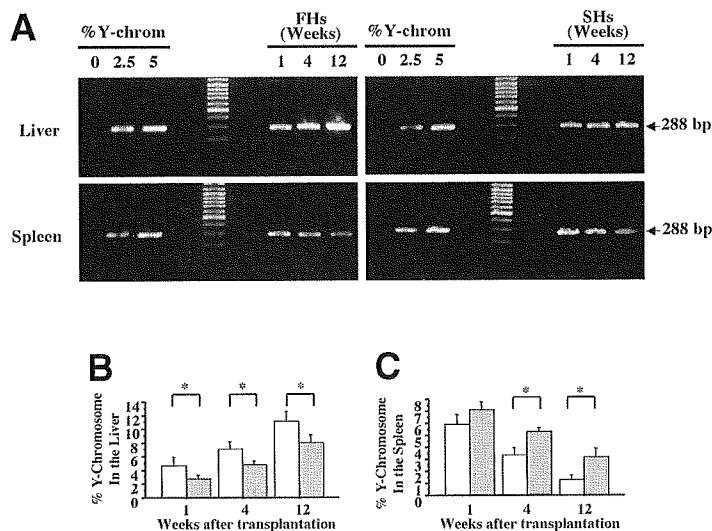 A
% Y-chrom FHs (Weeks) % Y-chrom SHs (Weeks)
0 2.5 5 1 4 12 0 2.5 5 1 4 12
Liver
288 bp
Spleen
288 bp
B
% Y-Chromosome
In the Liver
14
12
10
8
6
4
2
0
* * *
1 4 12
Weeks after transplantation
C
% Y-Chromosome
In the Spleen
8
7
6
5
4
3
2
1
* *
1 4 12
Weeks after transplantation